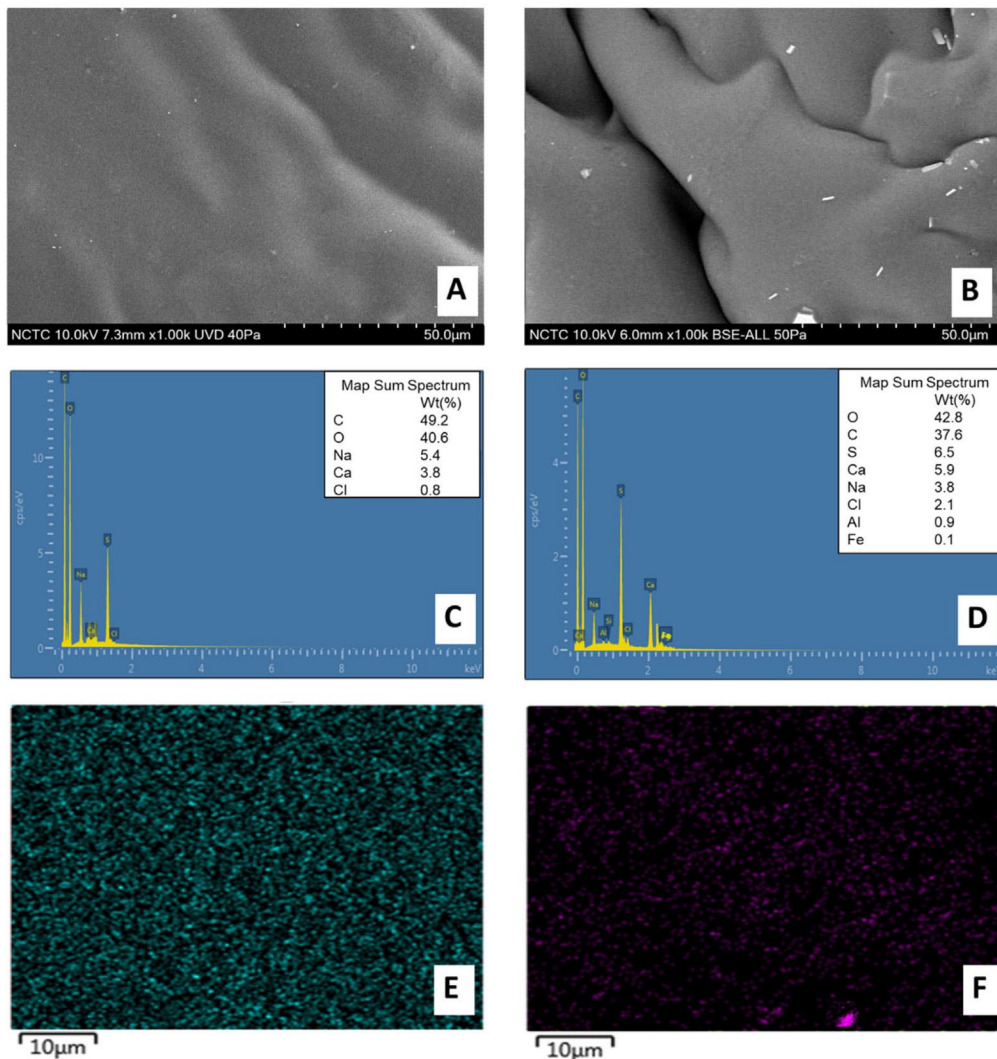 A
NCTC 10.0kV 7.3mm x1.00k UVD 40Pa 50.0µm
B
NCTC 10.0kV 6.0mm x1.00k BSE-ALL 50Pa 50.0µm
Map Sum Spectrum
Wt(%)
C 49.2
O 40.6
Na 5.4
Ca 3.8
Cl 0.8
C
O
Na
S
Cl
10
5
0
cps/eV
0 2 4 6 8 10 keV
C
Map Sum Spectrum
Wt(%)
O 42.8
C 37.6
S 6.5
Ca 5.9
Na 3.8
Cl 2.1
Al 0.9
Fe 0.1
O
C
S
Ca
Na
Si
Al
Cl
Ca
Fe
4
2
0
cps/eV
0 2 4 6 8 10 keV
D
E
10µm
F
10µm